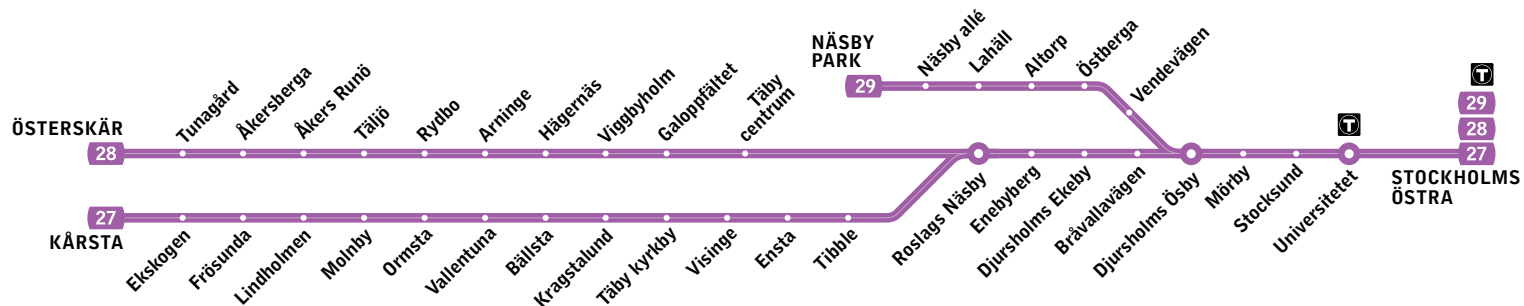 NÄSBY
PARK
29
Näsby allé
Lahäll
Altorp
Östberga
Vendevägen
T
29
28
27
STOCKHOLMS
ÖSTRA
T
ÖSTERSKÄR
28
Tunagård
Åkersberga
Åkers Runö
Täljö
Rydbo
Arninge
Hägernäs
Viggbyholm
Galoppfältet
Täby
centrum
27
KÅRSTA
Ekskogen
Frösunda
Lindholmen
Molnby
Ormsta
Vallentuna
Bällsta
Kragstalund
Täby kyrkby
Visinge
Ensta
Tibble
Roslags Näsby
Enebyberg
Djursholms Ekeby
Bråvallavägen
Djursholms Ösby
Mörby
Stocksund
Universitetet